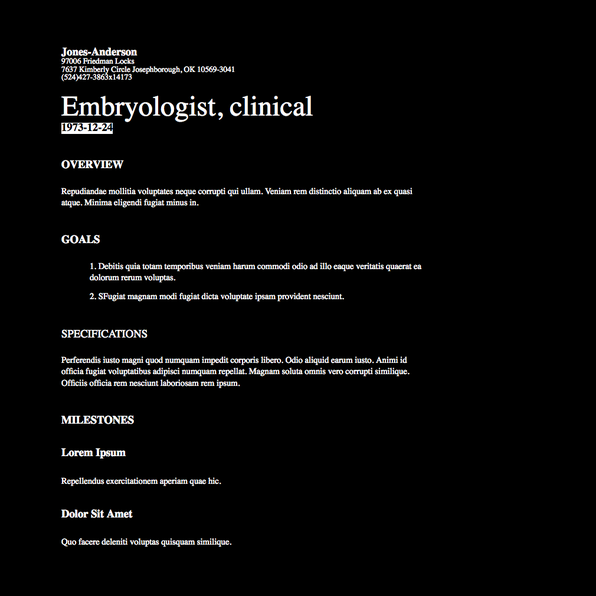 Jones-Anderson
97006 Friedman Locks
7637 Kimberly Circle Josephborough, OK 10569-3041
(524)427-3863x14173
Embryologist, clinical
1973-12-24
OVERVIEW
Repudiandae mollitia voluptates neque corrupti qui ullam. Veniam rem distinctio aliquam ab ex quasi
atque. Minima eligendi fugiat minus in.
GOALS
1. Debitis quia totam temporibus veniam harum commodi odio ad illo eaque veritatis quaerat ea
dolorum rerum voluptas.
2. SFugiat magnam modi fugiat dicta voluptate ipsam provident nesciunt.
SPECIFICATIONS
Perferendis iusto magni quod numquam impedit corporis libero. Odio aliquid earum iusto. Animi id
officia fugiat voluptatibus adipisci numquam repellat. Magnam soluta omnis vero corrupti similique.
Officiis officia rem nesciunt laboriosam rem ipsum.
MILESTONES
Lorem Ipsum
Repellendus exercitationem aperiam quae hic.
Dolor Sit Amet
Quo facere deleniti voluptas quisquam similique.